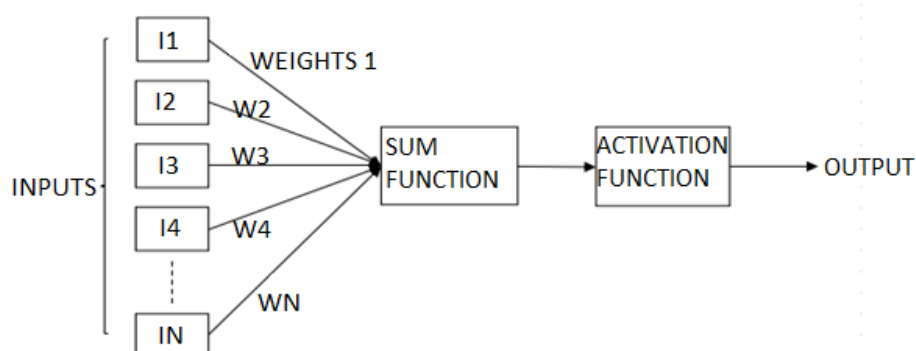 I1
WEIGHTS 1
I2
W2
I3
W3
INPUTS
I4
W4
IN
WN
SUM
FUNCTION
ACTIVATION
FUNCTION
OUTPUT